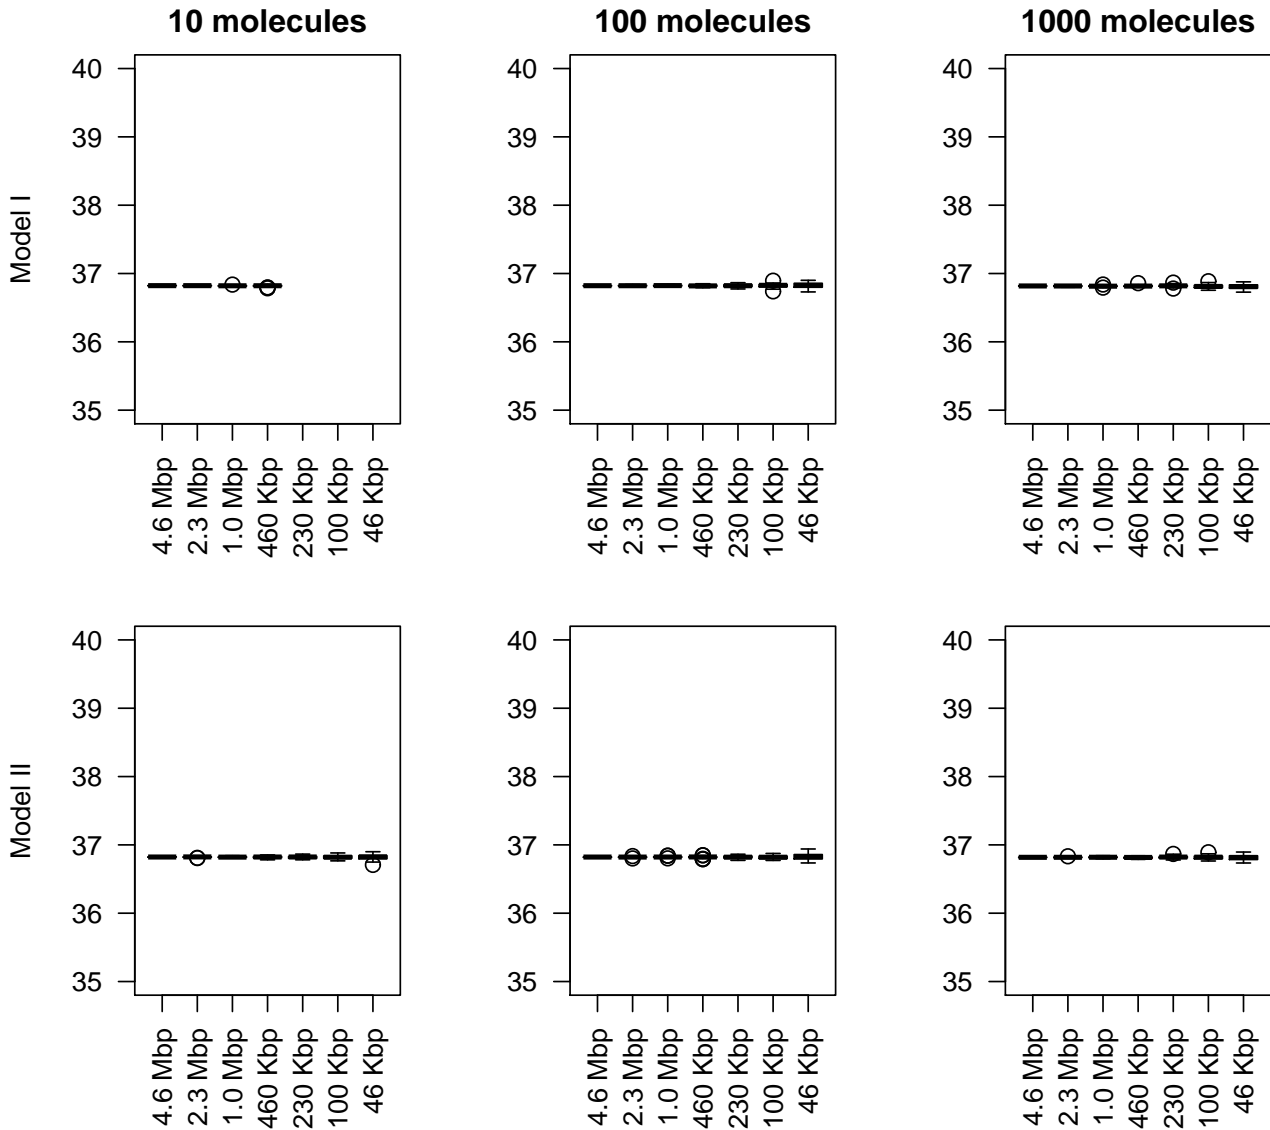 10 molecules
100 molecules
1000 molecules
Model I
40
39
38
37
36
35
4.6 Mbp
2.3 Mbp
1.0 Mbp
460 Kbp
230 Kbp
100 Kbp
46 Kbp
40
39
38
37
36
35
4.6 Mbp
2.3 Mbp
1.0 Mbp
460 Kbp
230 Kbp
100 Kbp
46 Kbp
40
39
38
37
36
35
4.6 Mbp
2.3 Mbp
1.0 Mbp
460 Kbp
230 Kbp
100 Kbp
46 Kbp
Model II
40
39
38
37
36
35
4.6 Mbp
2.3 Mbp
1.0 Mbp
460 Kbp
230 Kbp
100 Kbp
46 Kbp
40
39
38
37
36
35
4.6 Mbp
2.3 Mbp
1.0 Mbp
460 Kbp
230 Kbp
100 Kbp
46 Kbp
40
39
38
37
36
35
4.6 Mbp
2.3 Mbp
1.0 Mbp
460 Kbp
230 Kbp
100 Kbp
46 Kbp